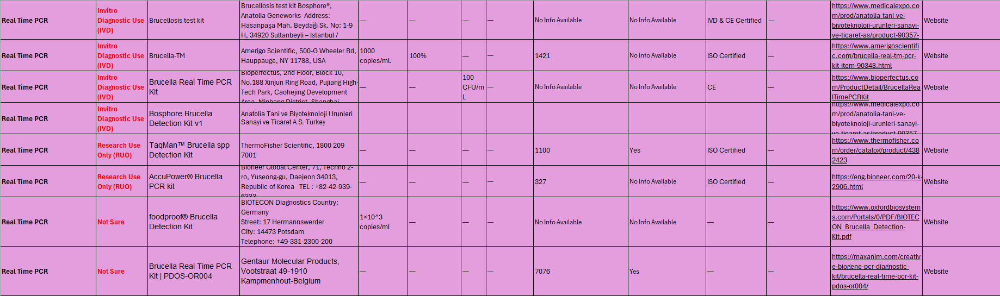 Real Time PCR
Invitro
Diagnostic Use
(IVD)
Brucellosis test kit
Brucellosis test kit Bosphore®,
Anatolia Geneworks  Address:
Hasanpaşa Mah. Beydağı Sk. No: 1-9
H, 34920 Sultanbeyli – Istanbul /
—
—
—
—
No Info Available
No Info Available
IVD & CE Certified
—
https://www.medicalexpo.co
m/prod/anatolia-tani-ve-
biyoteknoloji-urunleri-sanayi-
ve-ticaret-as/product-90357-
Website
Real Time PCR
Invitro
Diagnostic Use
(IVD)
Brucella-TM
Amerigo Scientific, 500-G Wheeler Rd,
Hauppauge, NY 11788, USA
1000
copies/ml.
100%
—
—
1421
No Info Available
ISO Certified
—
https://www.amerigoscientifi
c.com/brucella-real-tm-pcr-
kit-item-90348.html
Website
Real Time PCR
Invitro
Diagnostic Use
(IVD)
Brucella Real Time PCR
Kit
Bioperfectus, 2nd Floor, Block 10,
No.188 Xinjun Ring Road, Pujiang High-
Tech Park, Caohejing Development
Area, Minhang District, Shanghai
—
—
100
CFU/m
L
—
No Info Available
No Info Available
CE
—
https://www.bioperfectus.co
m/ProductDetail/BrucellaRea
lTimePCRKit
Website
Real Time PCR
Invitro
Diagnostic Use
(IVD)
Bosphore Brucella
Detection Kit v1
Anatolia Tani ve Biyoteknoloji Urunleri
Sanayi ve Ticaret A.S. Turkey
https://www.medicalexpo.co
m/prod/anatolia-tani-ve-
biyoteknoloji-urunleri-sanayi-
ve-ticaret-as/product-90357
Real Time PCR
Research Use
Only (RUO)
TaqMan™ Brucella spp
Detection Kit
ThermoFisher Scientific, 1800 209
7001
—
—
—
—
1100
Yes
ISO Certified
—
https://www.thermofisher.co
m/order/catalog/product/438
2423
Website
Real Time PCR
Research Use
Only (RUO)
AccuPower® Brucella
PCR kit
Bioneer Global Center, 71, Techno 2-
ro, Yuseong-gu, Daejeon 34013,
Republic of Korea   TEL : +82-42-939-
6333
—
—
—
—
327
No Info Available
ISO Certified
—
https://eng.bioneer.com/20-k-
2906.html
Website
Real Time PCR
Not Sure
foodproof® Brucella
Detection Kit
BIOTECON Diagnostics Country:
Germany
Street: 17 Hermannswerder
City: 14473 Potsdam
Telephone: +49-331-2300-200
1×10^3
copies/ml
—
—
—
No Info Available
No Info Available
—
—
https://www.oxfordbiosystem
s.com/Portals/0/PDF/BIOTEC
ON_Brucella_Detection-
Kit.pdf
Website
Real Time PCR
Not Sure
Brucella Real Time PCR
Kit | PDOS-OR004
Gentaur Molecular Products,
Vootstraat 49-1910
Kampmenhout-Belgium
—
—
—
—
7076
Yes
—
—
https://maxanim.com/creativ
e-biogene-pcr-diagnostic-
kit/brucella-real-time-pcr-kit-
pdos-or004/
Website